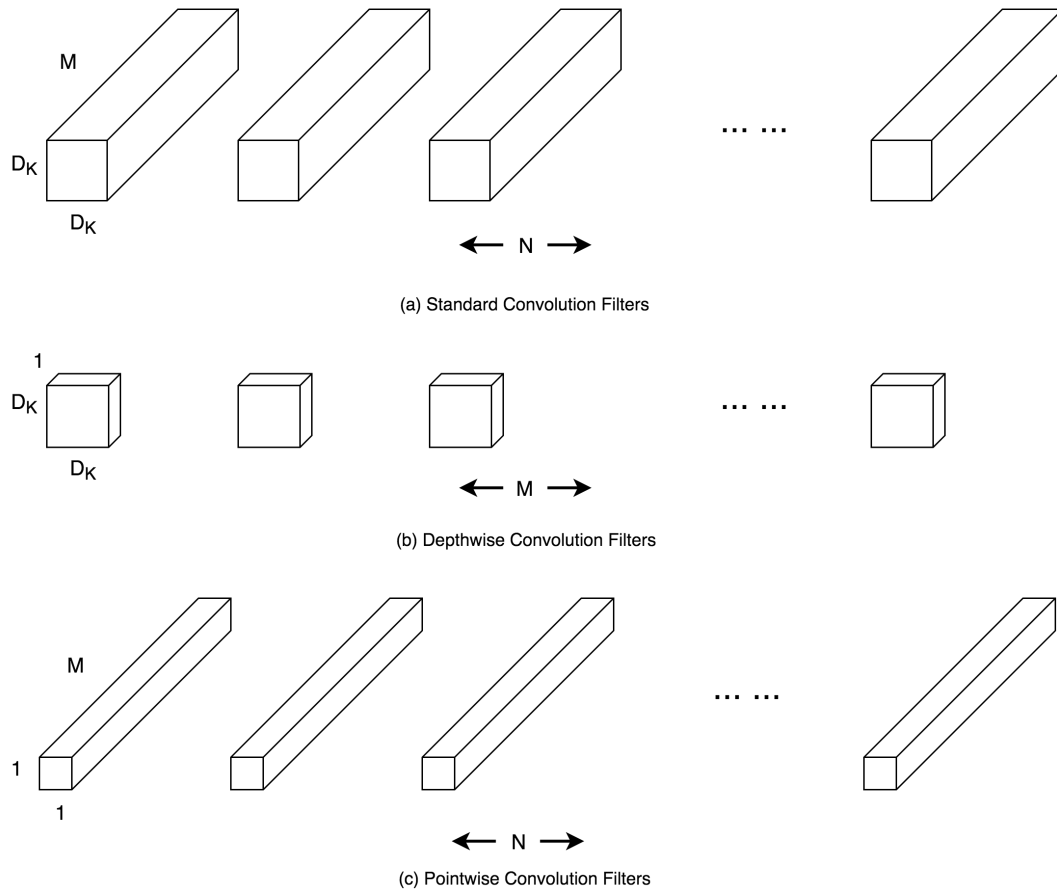 M
D_K
D_K
... ...
N
(a) Standard Convolution Filters
1
D_K
D_K
... ...
M
(b) Depthwise Convolution Filters
M
1
1
... ...
N
(c) Pointwise Convolution Filters